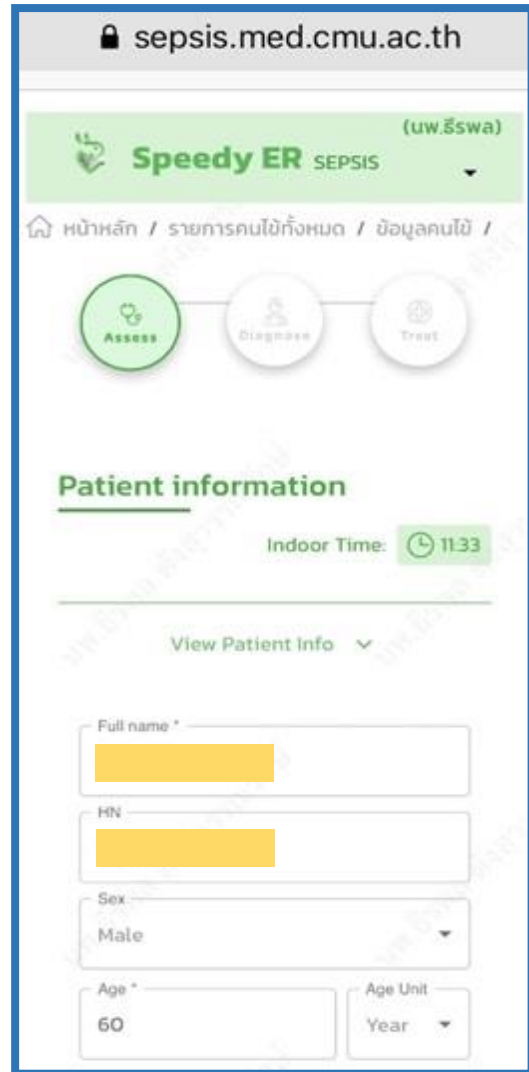 sepsis.med.cmu.ac.th
(นพ.ธีรพล)
Speedy ER SEPSIS
หน้าหลัก / รายการคนไข้ทั้งหมด / ข้อมูลคนไข้ /
Assess
Diagnose
Treat
Patient information
Indoor Time: 11:33
View Patient Info
Full name *
HN
Sex
Male
Age *
Age Unit
60
Year